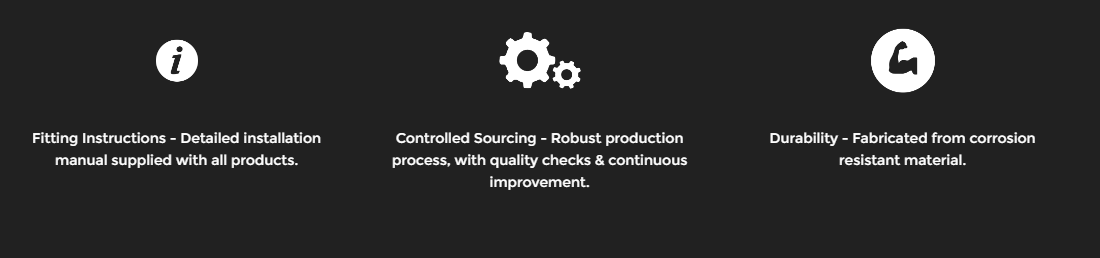 Fitting Instructions - Detailed installation
manual supplied with all products.
Controlled Sourcing - Robust production
process, with quality checks & continuous
improvement.
Durability - Fabricated from corrosion
resistant material.